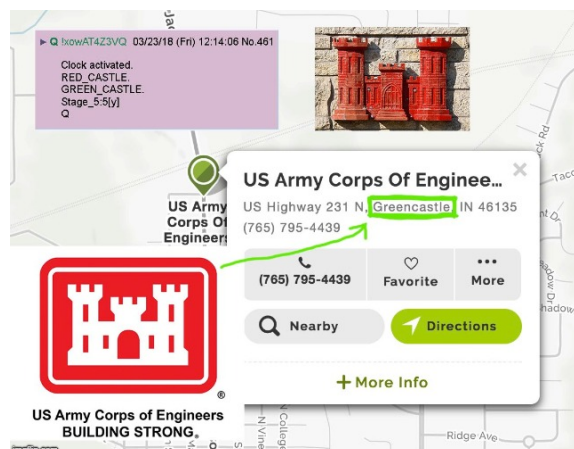 ▶ Q !xowAT4Z3VQ 03/23/18 (Fri) 12:14:06 No.461
Clock activated.
RED_CASTLE.
GREEN_CASTLE.
Stage_5:5[y]
Q
US Army
Corps Of
Engineers
US Army Corps Of Enginee...
US Highway 231 N, Greencastle, IN 46135
(765) 795-4439
(765) 795-4439
Favorite
More
Nearby
Directions
+ More Info
US Army Corps of Engineers
BUILDING STRONG®
N Vine
N College
Ridge Ave